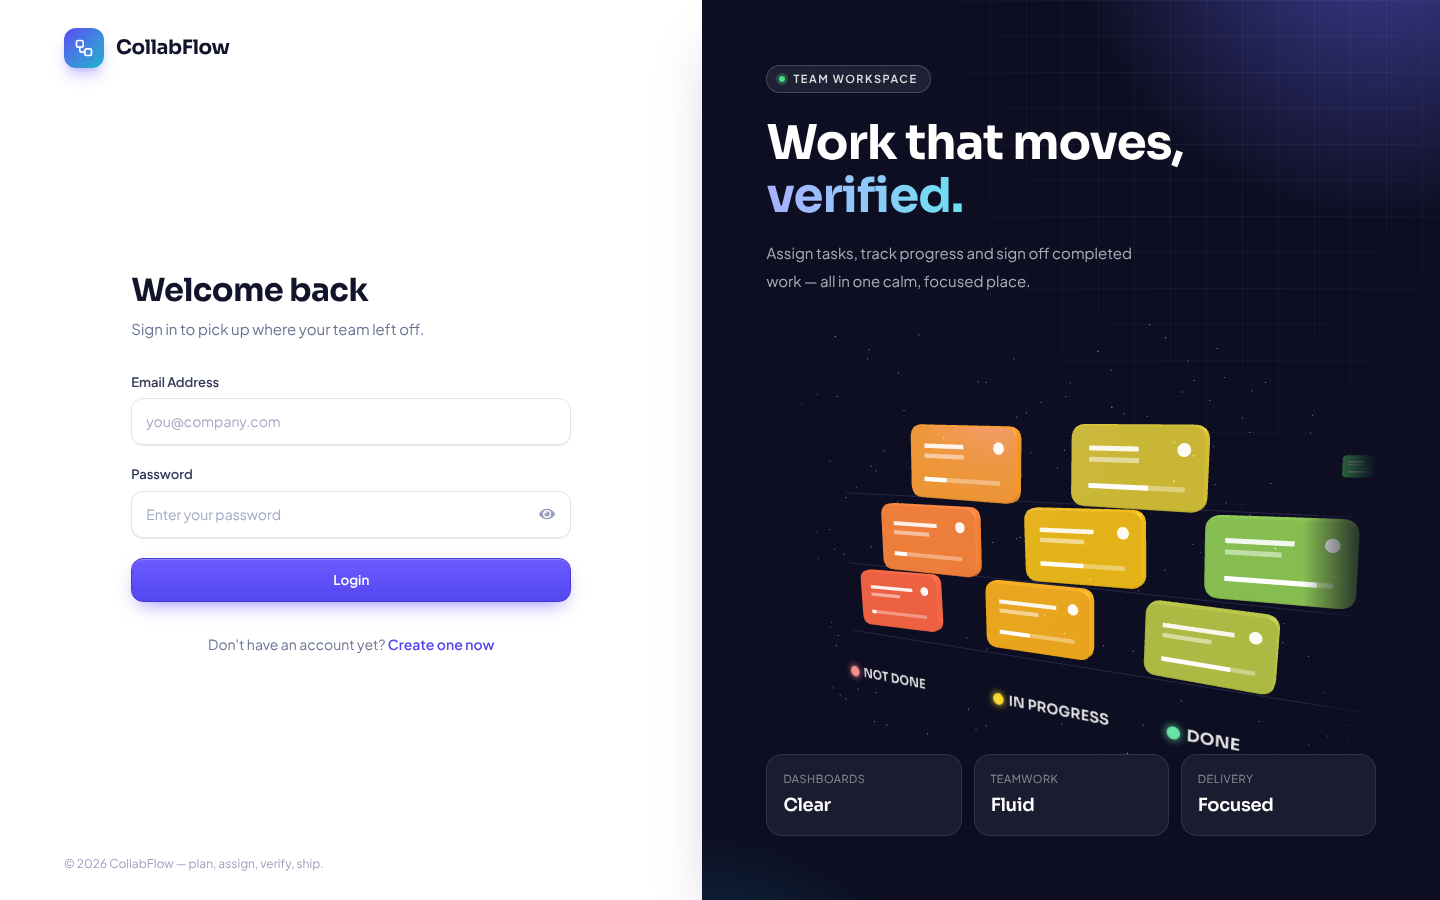 CollabFlow
Welcome back
Sign in to pick up where your team left off.
Email Address
you@company.com
Password
Enter your password
Login
Don't have an account yet? Create one now
© 2026 CollabFlow — plan, assign, verify, ship.
TEAM WORKSPACE
Work that moves,
verified.
Assign tasks, track progress and sign off completed
work — all in one calm, focused place.
NOT DONE
IN PROGRESS
DONE
DASHBOARDS
Clear
TEAMWORK
Fluid
DELIVERY
Focused